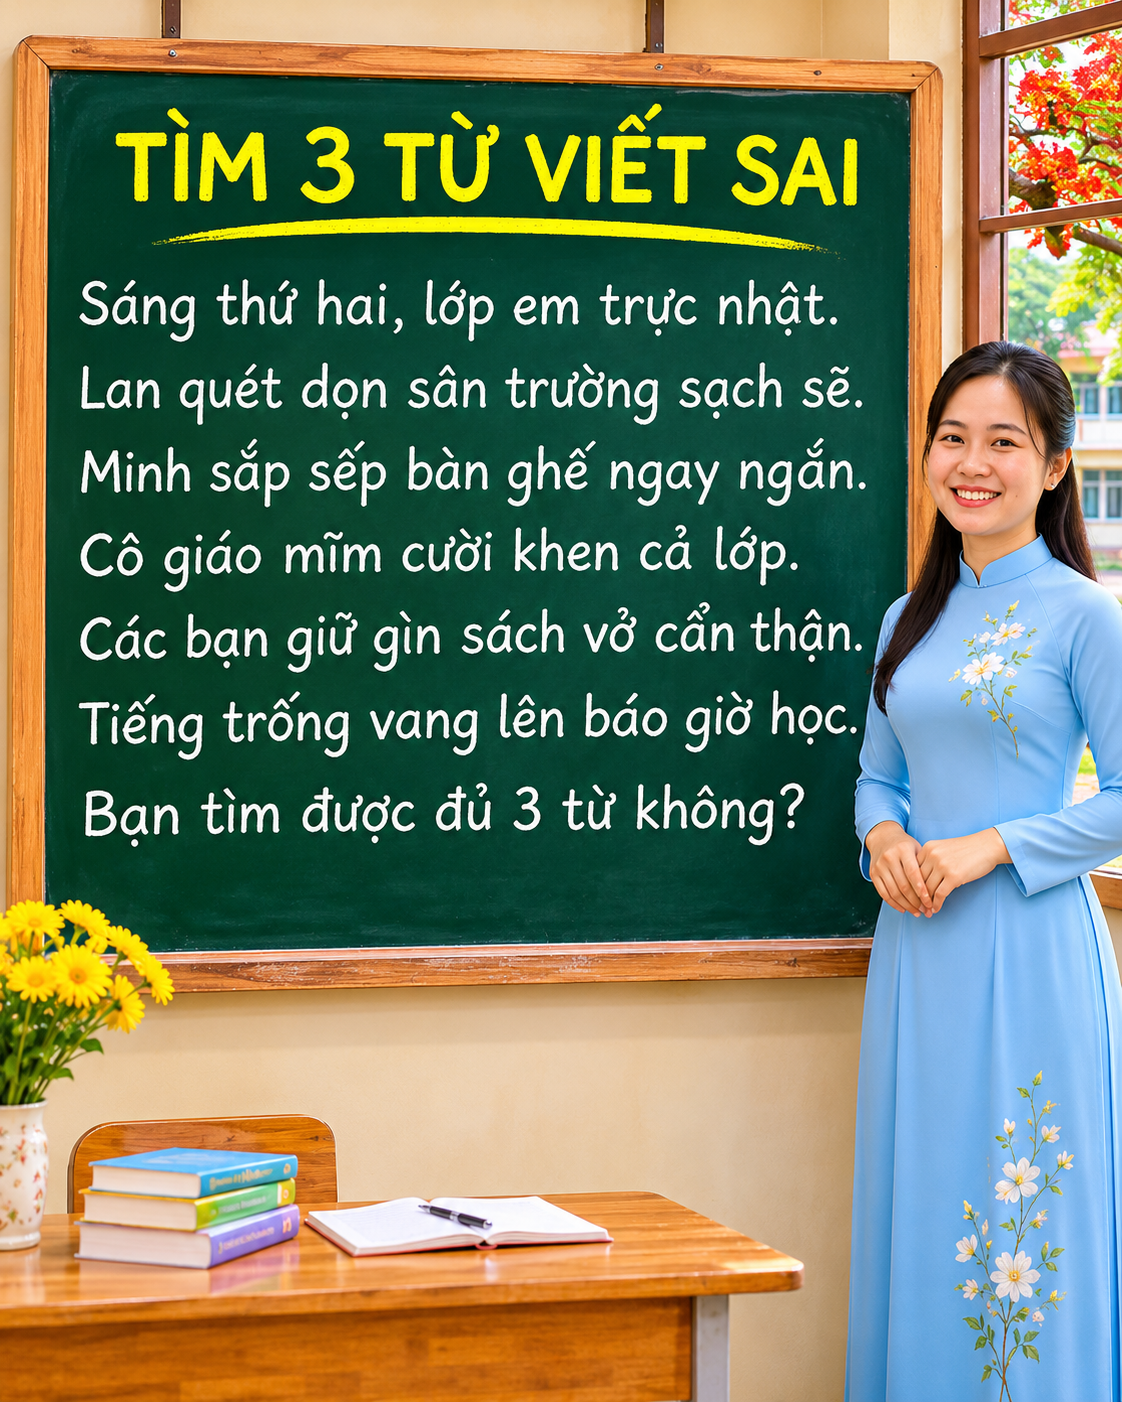 TÌM 3 TỪ VIẾT SAI
Sáng thứ hai, lớp em trực nhật.
Lan quét dọn sân trường sạch sẽ.
Minh sắp sếp bàn ghế ngay ngắn.
Cô giáo mĩm cười khen cả lớp.
Các bạn giữ gìn sách vở cẩn thận.
Tiếng trống vang lên báo giờ học.
Bạn tìm được đủ 3 từ không?